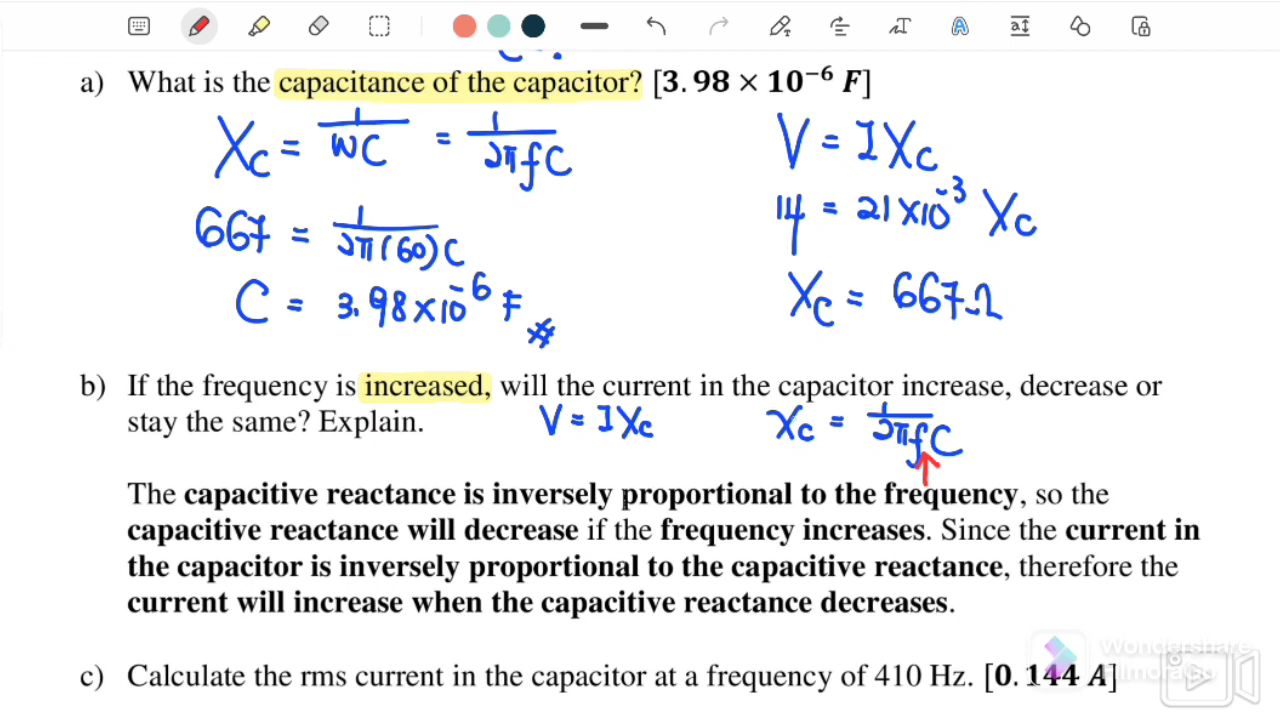 a) What is the capacitance of the capacitor? [3.98 × 10⁻⁶ F]
Xc = 1/WC = 1/2πfC
V = IXc
667 = 1/2π(60)C
14 = 21×10⁻³ Xc
C = 3.98×10⁻⁶ F
Xc = 667Ω
b) If the frequency is increased, will the current in the capacitor increase, decrease or
stay the same? Explain.
V = IXc
Xc = 1/2πfC
The capacitive reactance is inversely proportional to the frequency, so the
capacitive reactance will decrease if the frequency increases. Since the current in
the capacitor is inversely proportional to the capacitive reactance, therefore the
current will increase when the capacitive reactance decreases.
c) Calculate the rms current in the capacitor at a frequency of 410 Hz. [0.144 A]
Wondershare